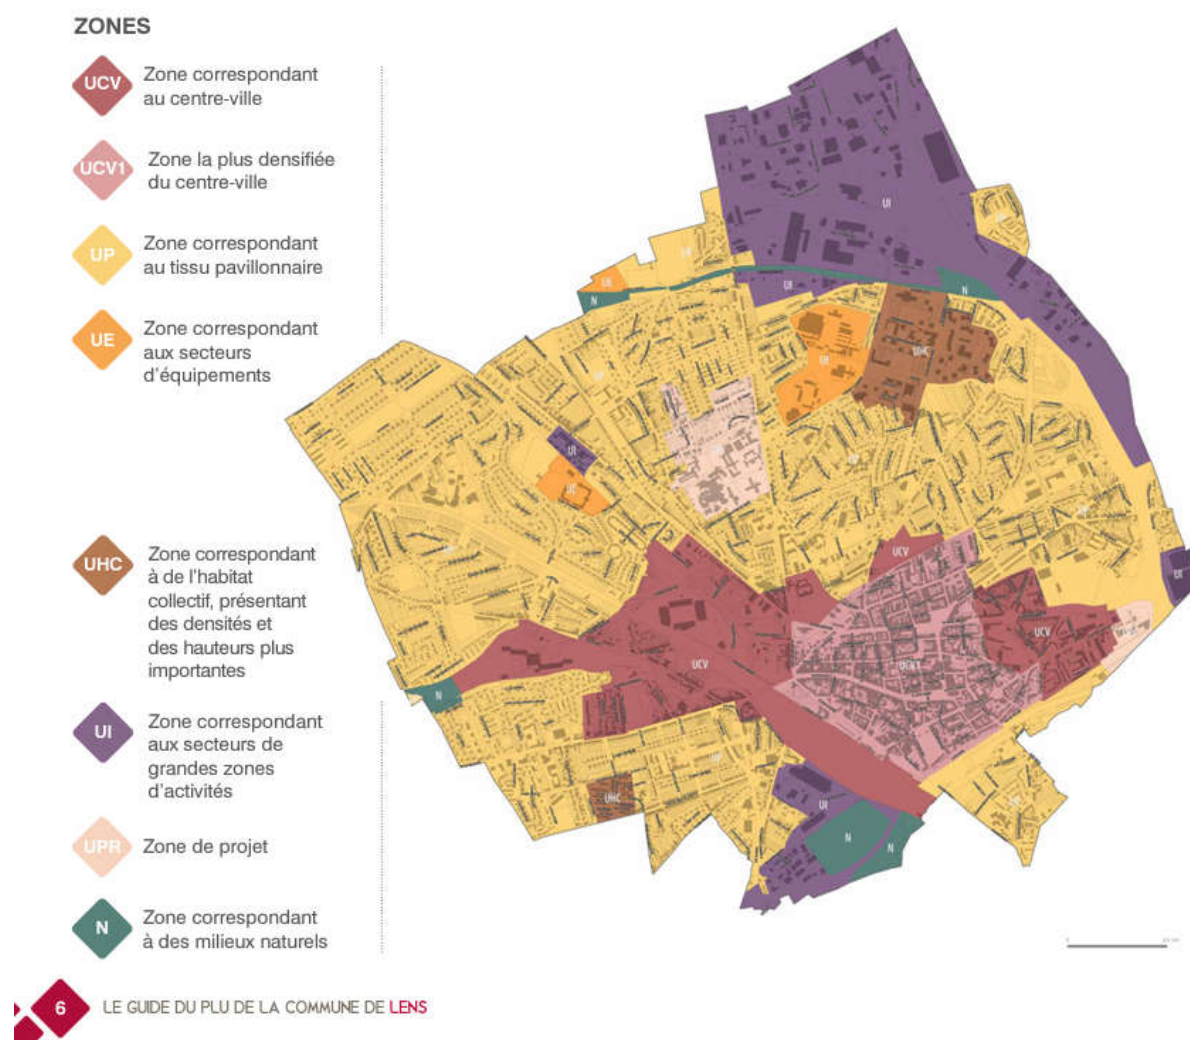 ZONES
UCV
Zone correspondant
au centre-ville
UCV1
Zone la plus densifiée
du centre-ville
UP
Zone correspondant
au tissu pavillonnaire
UE
Zone correspondant
aux secteurs
d'équipements
UHC
Zone correspondant
à de l'habitat
collectif, présentant
des densités et
des hauteurs plus
importantes
UI
Zone correspondant
aux secteurs de
grandes zones
d'activités
UPR
Zone de projet
N
Zone correspondant
à des milieux naturels
UI
UE
N
UI
N
UE
UHC
UI
UE
UCV
UI
UCV
UCV
UCV1
N
UHC
UI
N
N
6
LE GUIDE DU PLU DE LA COMMUNE DE LENS